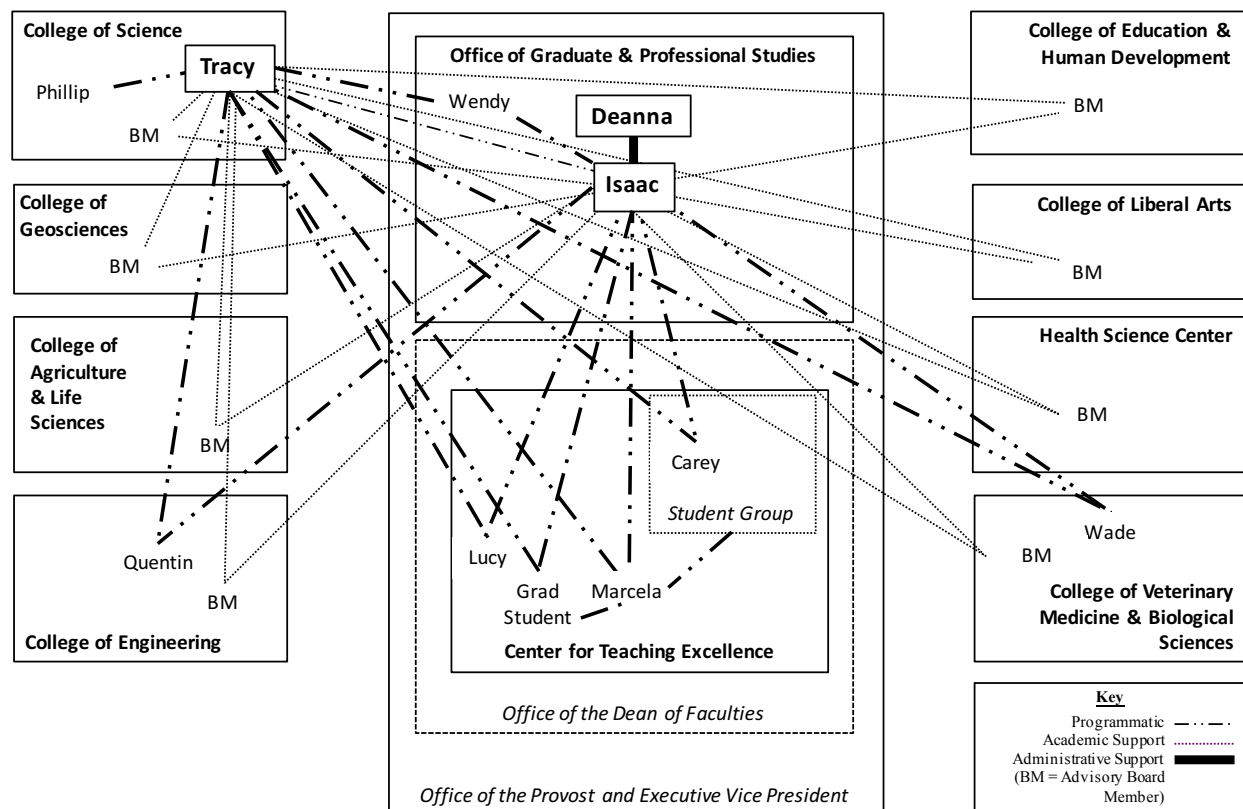 College of Science
Tracy
Phillip
BM
College of
Geosciences
BM
College of
Agriculture
& Life
Sciences
BM
Quentin
BM
College of Engineering
Office of Graduate & Professional Studies
Wendy
Deanna
Isaac
Carey
Student Group
Lucy
Grad
Student
Marcela
Center for Teaching Excellence
Office of the Dean of Faculties
Office of the Provost and Executive Vice President
College of Education &
Human Development
BM
College of Liberal Arts
BM
Health Science Center
BM
Wade
BM
College of Veterinary
Medicine & Biological
Sciences
Key
Programmatic
Academic Support
Administrative Support
(BM = Advisory Board
Member)